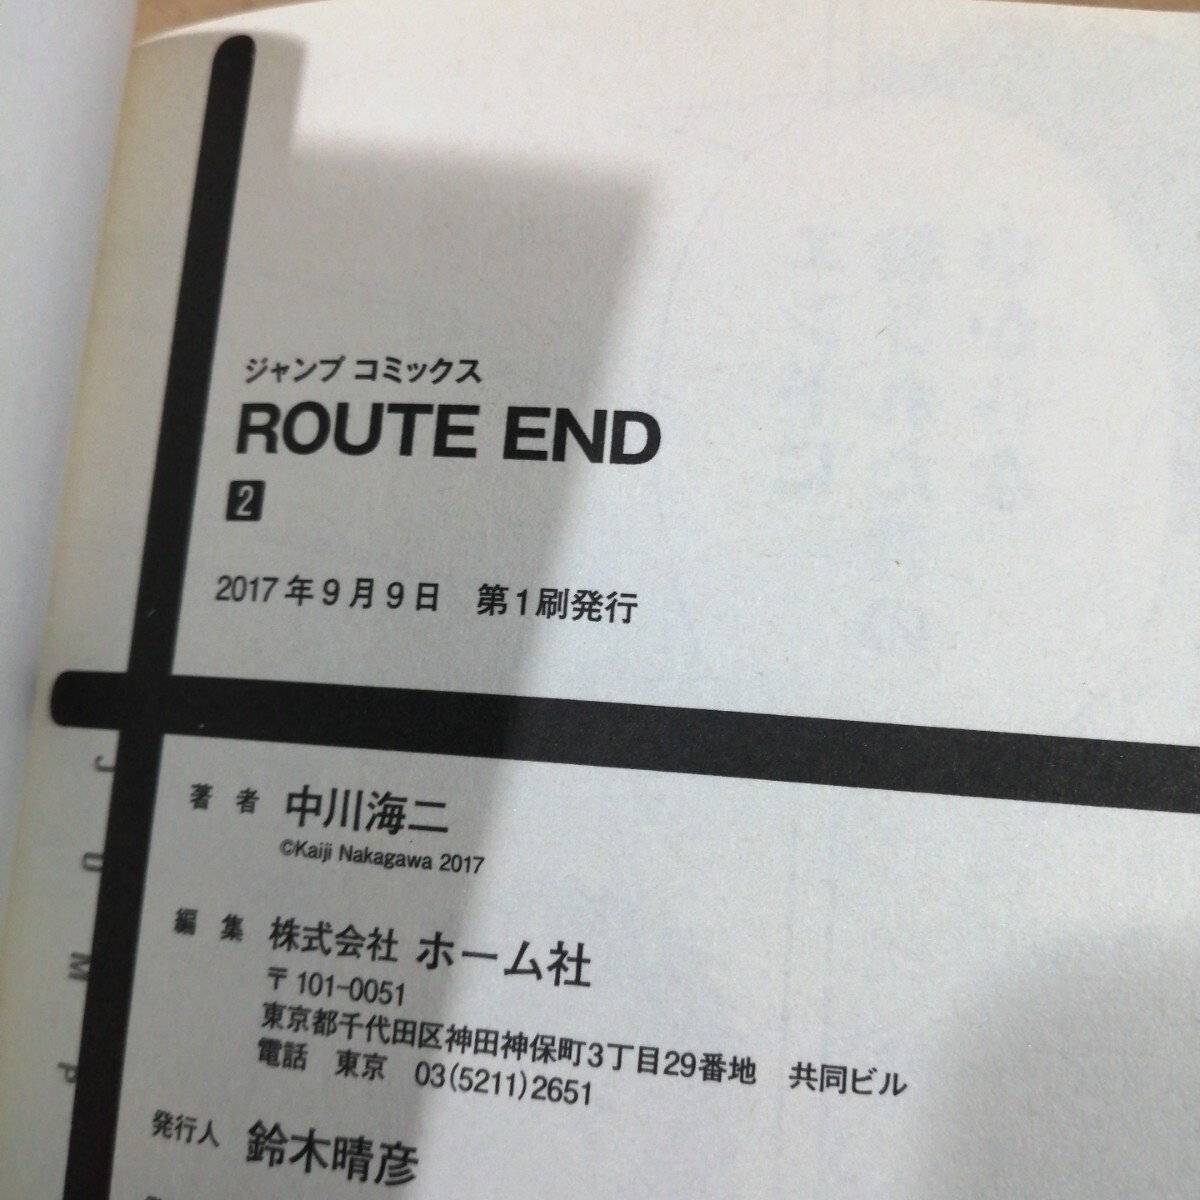 ジャンプ コミックス
ROUTE END
2
2017年9月9日 第1刷発行
著者 中川海二
©Kaiji Nakagawa 2017
編集 株式会社 ホーム社
〒101-0051
東京都千代田区神田神保町3丁目29番地 共同ビル
電話 東京 03(5211)2651
発行人 鈴木晴彦
JUMP